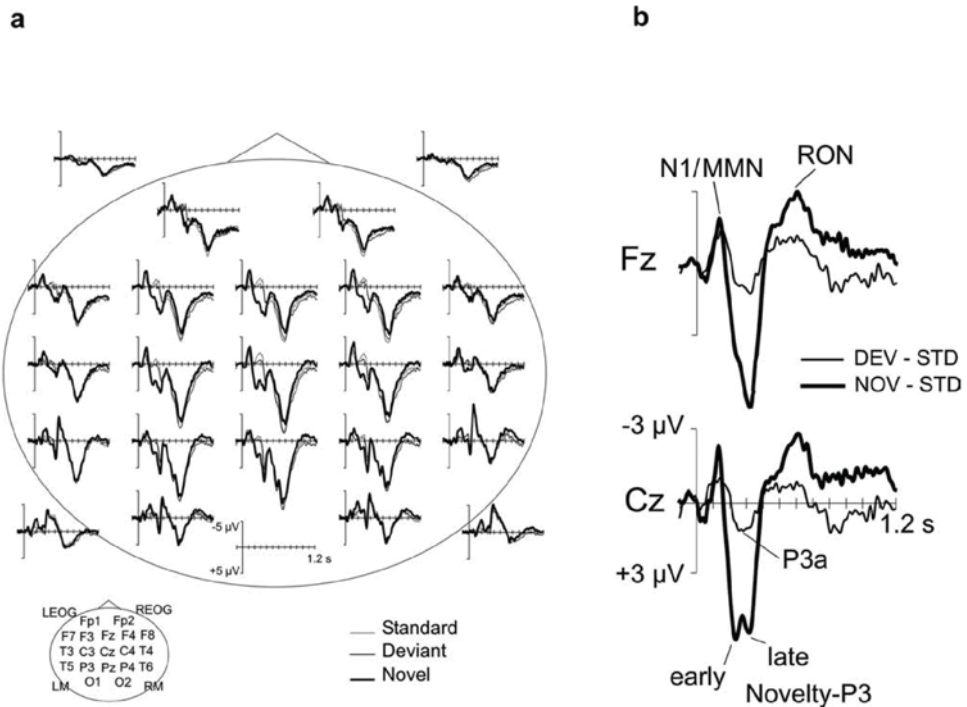 a
-5 µV
1.2 s
+5 µV
LEOG REOG
Fp1 Fp2
F7 F3 Fz F4 F8
T3 C3 Cz C4 T4
T5 P3 Pz P4 T6
O1 O2
LM RM
Standard
Deviant
Novel
b
N1/MMN
RON
Fz
DEV - STD
NOV - STD
-3 µV
Cz
1.2 s
P3a
+3 µV
early
late
Novelty-P3